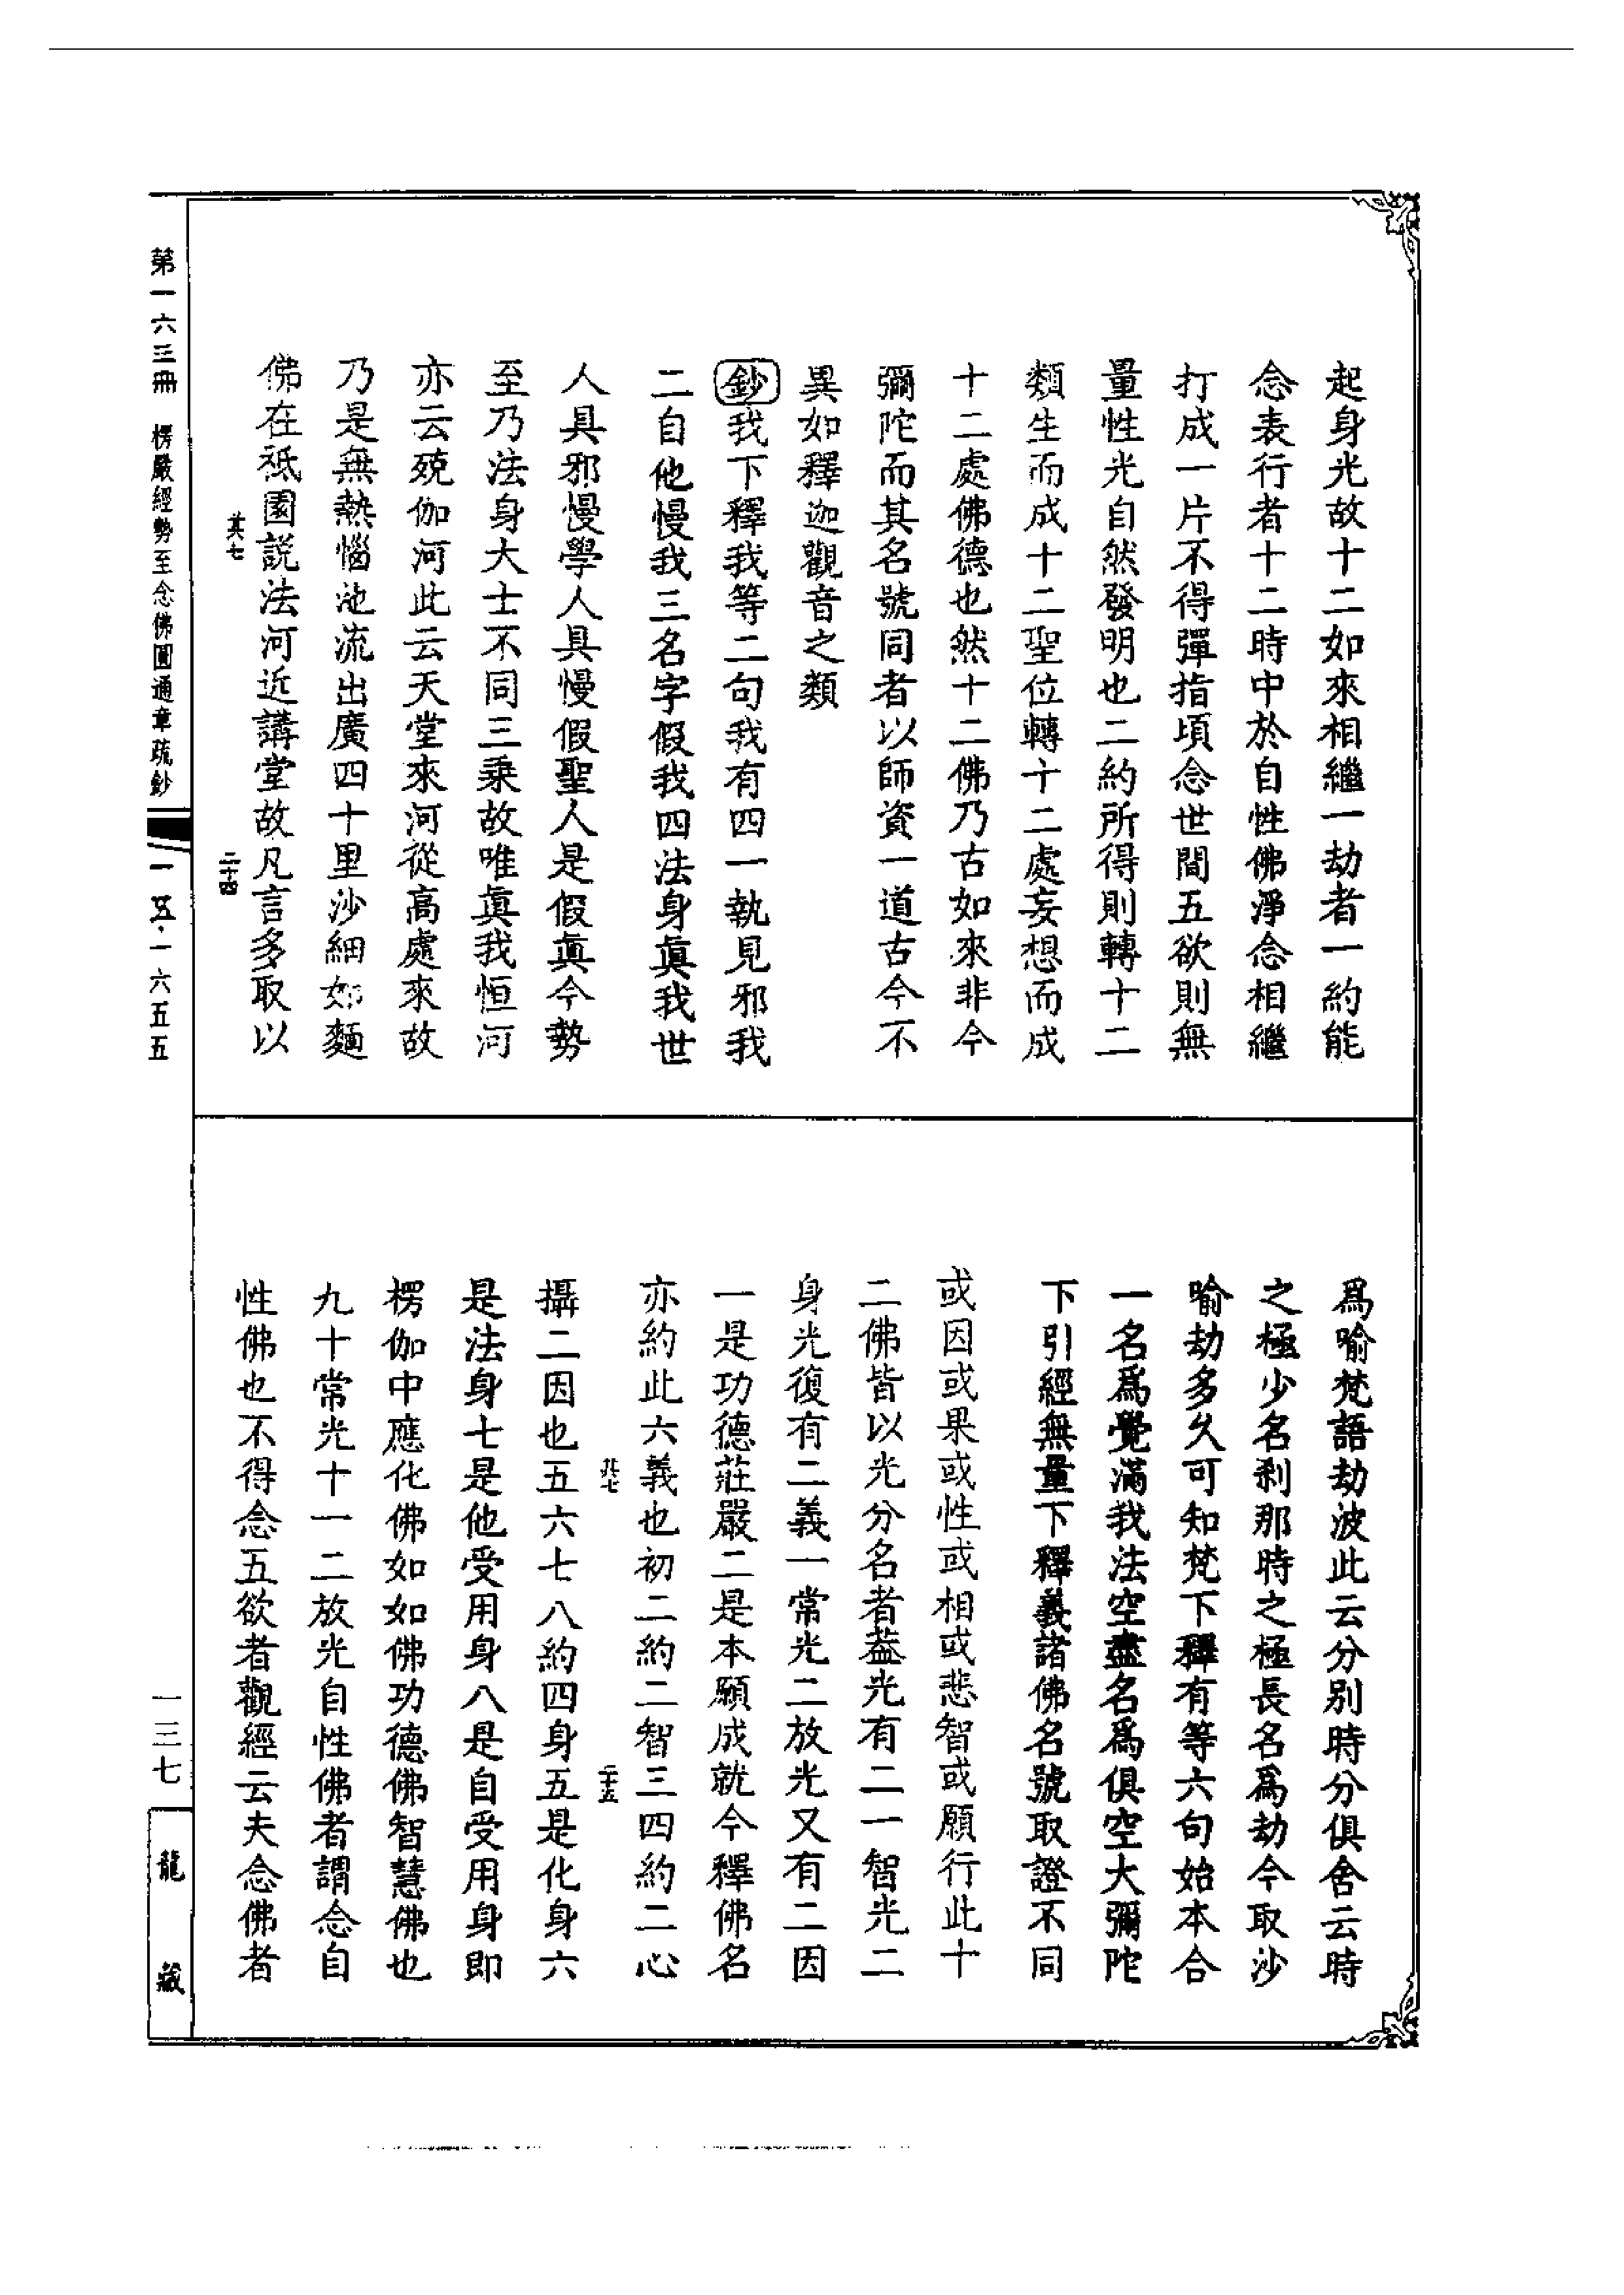 起身光故十二如來相繼一劫者一約能
念表行者十二時中於自性佛淨念相繼
打成一片不得彈指頃念世間五欲則無
量性光自然發明也二約所得則轉十二
類生而成十二聖位轉十二處妄想而成
十二處佛德也然十二佛乃古如來非今
彌陀而其名號同者以師資一道古今不
異如釋迦觀音之類
鈔我下釋我等二句我有四一執見邪我
二自他慢我三名字假我四法身眞我世
人具邪慢學人具慢假聖人是假眞今勢
至乃法身大士不同三乘故唯眞我恒河
亦云殑伽河此云天堂來河從高處來故
乃是無熱惱池流出廣四十里沙細如麵
佛在祇園說法河近講堂故凡言多取以
其七
二十四
爲喻梵語劫波此云分別時分俱舍云時
之極少名刹那時之極長名爲劫今取沙
喻劫多久可知梵下釋有等六句始本合
一名爲覺滿我法空盡名爲俱空大彌陀
下引經無量下釋義諸佛名號取證不同
或因或果或性或相或悲智或願行此十
二佛皆以光分名者葢光有二一智光二
身光復有二義一常光二放光又有二因
一是功德莊嚴二是本願成就今釋佛名
亦約此六義也初二約二智三四約二心
二十五
攝二因也五六七八約四身五是化身六
是法身七是他受用身八是自受用身即
楞伽中應化佛如如佛功德佛智慧佛也
九十常光十一二放光自性佛者謂念自
性佛也不得念五欲者觀經云夫念佛者
第一六三冊 楞嚴經勢至念佛圓通章疏鈔
一五·一六五五
一三七
龍藏